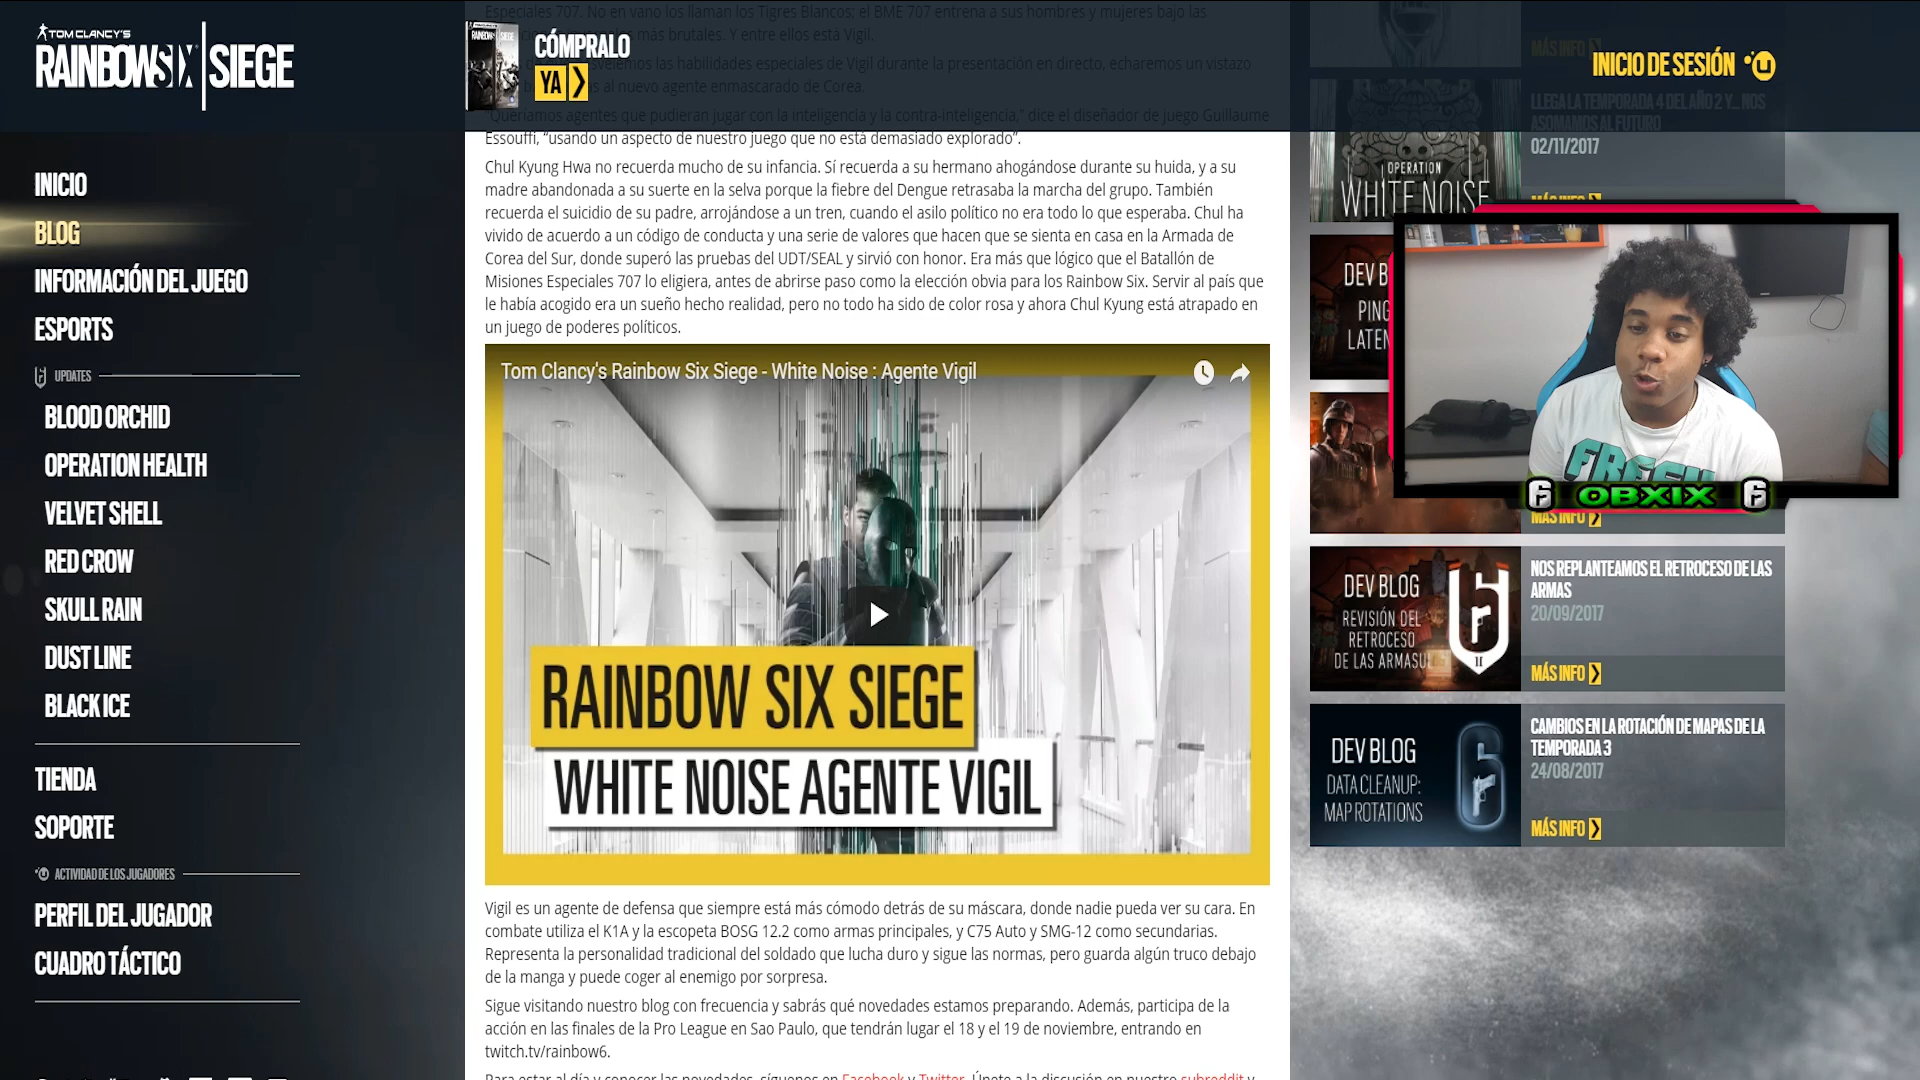 TOM CLANCY'S
RAINBOWSIX | SIEGE
CÓMPRALO
YA
INICIO DE SESIÓN
INICIO
BLOG
INFORMACIÓN DEL JUEGO
ESPORTS
UPDATES
BLOOD ORCHID
OPERATION HEALTH
VELVET SHELL
RED CROW
SKULL RAIN
DUST LINE
BLACK ICE
TIENDA
SOPORTE
ACTIVIDAD DE LOS JUGADORES
PERFIL DEL JUGADOR
CUADRO TÁCTICO
Especiales 707. No en vano los llaman los Tigres Blancos; el BME 707 entrena a sus hombres y mujeres bajo las
más brutales. Y entre ellos está Vigil.
las habilidades especiales de Vigil durante la presentación en directo, echaremos un vistazo
al nuevo agente enmascarado de Corea.
"Queríamos agentes que pudieran jugar con la inteligencia y la contra-inteligencia," dice el diseñador de juego Guillaume
Essouffi, “usando un aspecto de nuestro juego que no está demasiado explorado”.
Chul Kyung Hwa no recuerda mucho de su infancia. Sí recuerda a su hermano ahogándose durante su huida, y a su
madre abandonada a su suerte en la selva porque la fiebre del Dengue retrasaba la marcha del grupo. También
recuerda el suicidio de su padre, arrojándose a un tren, cuando el asilo político no era todo lo que esperaba. Chul ha
vivido de acuerdo a un código de conducta y una serie de valores que hacen que se sienta en casa en la Armada de
Corea del Sur, donde superó las pruebas del UDT/SEAL y sirvió con honor. Era más que lógico que el Batallón de
Misiones Especiales 707 lo eligiera, antes de abrirse paso como la elección obvia para los Rainbow Six. Servir al país que
le había acogido era un sueño hecho realidad, pero no todo ha sido de color rosa y ahora Chul Kyung está atrapado en
un juego de poderes políticos.
Tom Clancy's Rainbow Six Siege - White Noise : Agente Vigil
RAINBOW SIX SIEGE
WHITE NOISE AGENTE VIGIL
Vigil es un agente de defensa que siempre está más cómodo detrás de su máscara, donde nadie pueda ver su cara. En
combate utiliza el K1A y la escopeta BOSG 12.2 como armas principales, y C75 Auto y SMG-12 como secundarias.
Representa la personalidad tradicional del soldado que lucha duro y sigue las normas, pero guarda algún truco debajo
de la manga y puede coger al enemigo por sorpresa.
Sigue visitando nuestro blog con frecuencia y sabrás qué novedades estamos preparando. Además, participa de la
acción en las finales de la Pro League en Sao Paulo, que tendrán lugar el 18 y el 19 de noviembre, entrando en
twitch.tv/rainbow6.
Para estar al día y conocer las novedades, síguenos en Facebook y Twitter. Únete a la discusión en nuestro subreddit y
MÁS INFO
LLEGA LA TEMPORADA 4 DEL AÑO 2 Y... NOS
ASOMAMOS AL FUTURO
02/11/2017
MÁS INFO
OPERATION
WHITE NOISE
DEV B
PING
LATEN
FRESH
6 OBXIX 6
MÁS INFO
DEV BLOG
REVISIÓN DEL
RETROCESO
DE LAS ARMAS
NOS REPLANTEAMOS EL RETROCESO DE LAS
ARMAS
20/09/2017
MÁS INFO
DEV BLOG
DATA CLEANUP:
MAP ROTATIONS
CAMBIOS EN LA ROTACIÓN DE MAPAS DE LA
TEMPORADA 3
24/08/2017
MÁS INFO